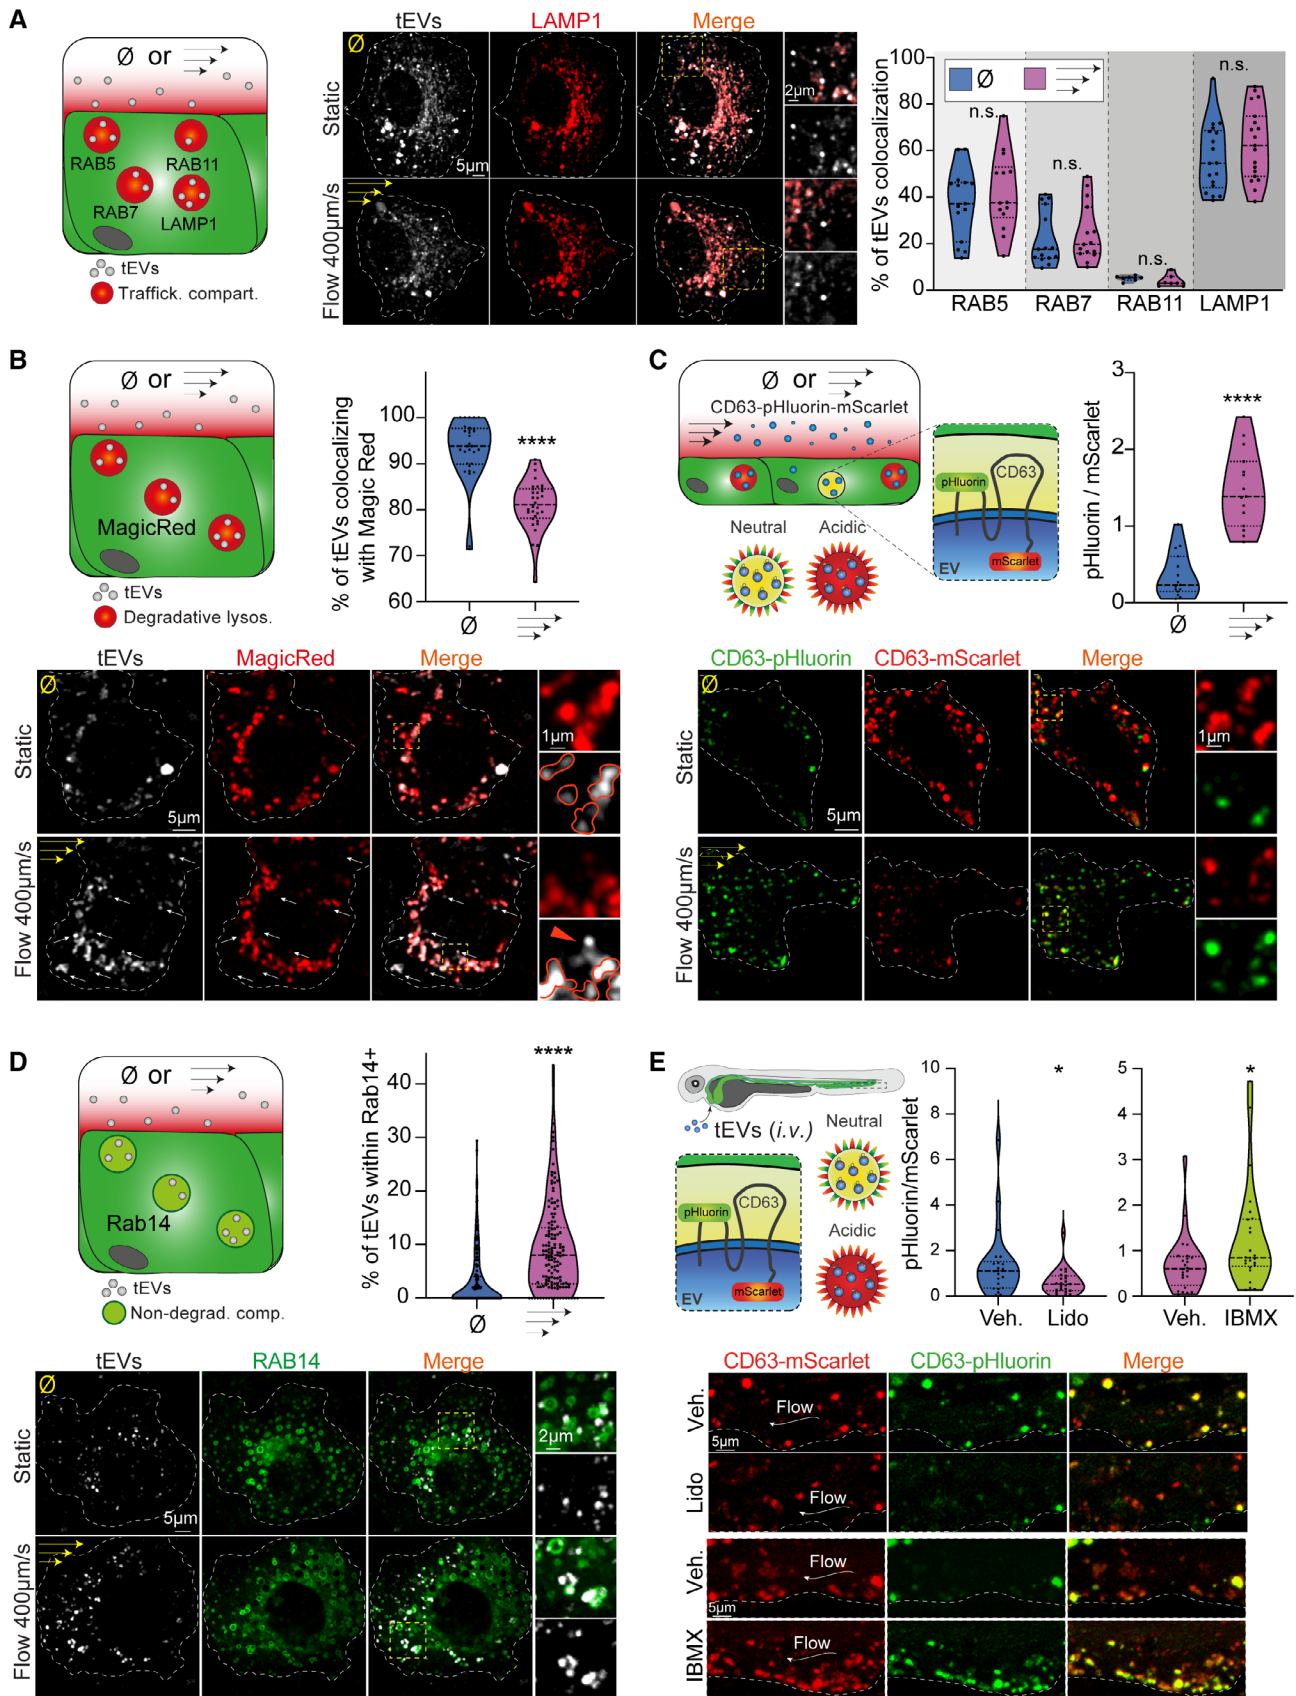 A
Ø or
RAB5
RAB11
RAB7
LAMP1
tEVs
Traffick. compart.
tEVs
LAMP1
Merge
Ø
Static
5µm
2µm
Flow 400µm/s
% of tEVs colocalization
100
80
60
40
20
0
Ø
n.s.
n.s.
n.s.
n.s.
RAB5
RAB7
RAB11
LAMP1
B
Ø or
MagicRed
tEVs
Degradative lysos.
% of tEVs colocalizing
with Magic Red
100
90
80
70
60
****
Ø
tEVs
MagicRed
Merge
Ø
Static
5µm
1µm
Flow 400µm/s
C
Ø or
CD63-pHluorin-mScarlet
Neutral
Acidic
pHluorin
CD63
mScarlet
EV
pHluorin / mScarlet
3
2
1
0
****
Ø
CD63-pHluorin
CD63-mScarlet
Merge
Ø
Static
5µm
1µm
Flow 400µm/s
D
Ø or
Rab14
tEVs
Non-degrad. comp.
% of tEVs within Rab14+
40
30
20
10
0
****
Ø
tEVs
RAB14
Merge
Ø
Static
5µm
2µm
Flow 400µm/s
E
tEVs (i.v.)
Neutral
Acidic
pHluorin
CD63
mScarlet
EV
pHluorin/mScarlet
10
8
6
4
2
0
*
Veh.
Lido
5
4
3
2
1
0
*
Veh.
IBMX
CD63-mScarlet
CD63-pHluorin
Merge
Veh.
Flow
5µm
Lido
Flow
Veh.
Flow
5µm
IBMX
Flow